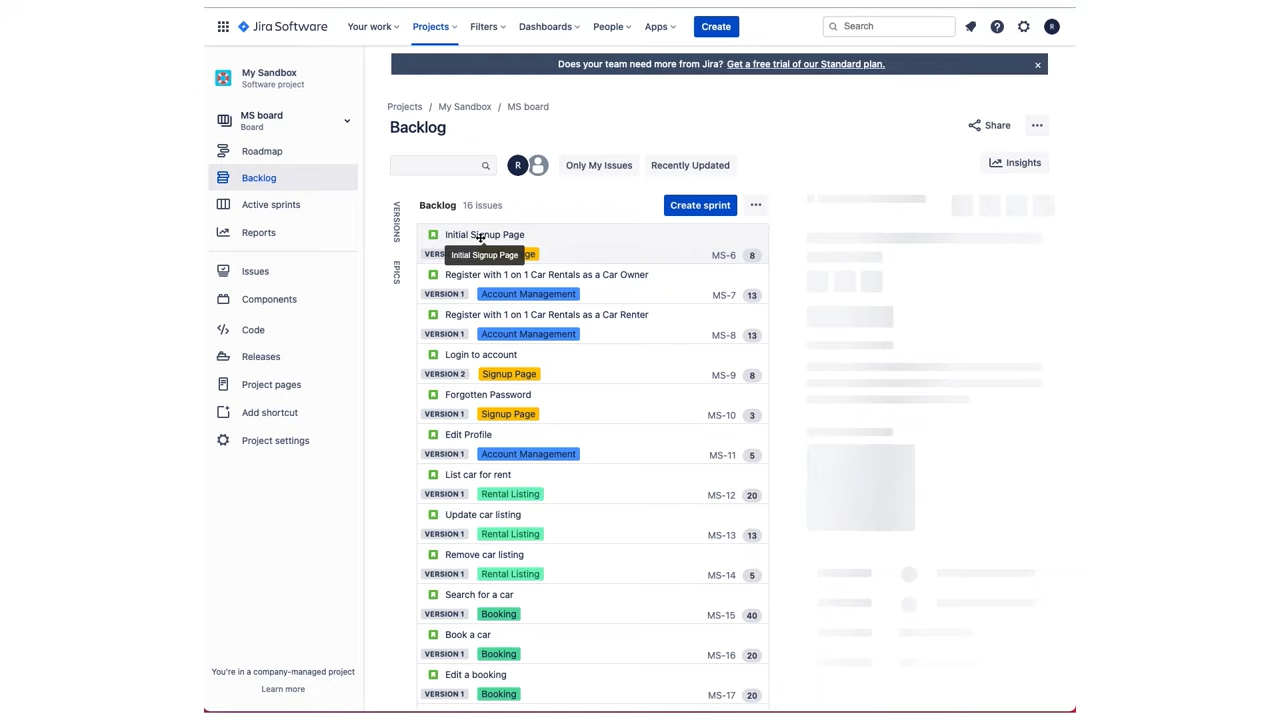 Jira Software
Your work
Projects
Filters
Dashboards
People
Apps
Create
Search
R
My Sandbox
Software project
MS board
Board
Roadmap
Backlog
Active sprints
Reports
Issues
Components
Code
Releases
Project pages
Add shortcut
Project settings
You're in a company-managed project
Learn more
Does your team need more from Jira? Get a free trial of our Standard plan.
Projects / My Sandbox / MS board
Backlog
Share
R
Only My Issues
Recently Updated
Insights
VERSIONS
EPICS
Backlog 16 issues
Create sprint
Initial Signup Page
Initial Signup Page
MS-6 8
Register with 1 on 1 Car Rentals as a Car Owner
VERSION 1 Account Management MS-7 13
Register with 1 on 1 Car Rentals as a Car Renter
VERSION 1 Account Management MS-8 13
Login to account
VERSION 2 Signup Page MS-9 8
Forgotten Password
VERSION 1 Signup Page MS-10 3
Edit Profile
VERSION 1 Account Management MS-11 5
List car for rent
VERSION 1 Rental Listing MS-12 20
Update car listing
VERSION 1 Rental Listing MS-13 13
Remove car listing
VERSION 1 Rental Listing MS-14 5
Search for a car
VERSION 1 Booking MS-15 40
Book a car
VERSION 1 Booking MS-16 20
Edit a booking
VERSION 1 Booking MS-17 20